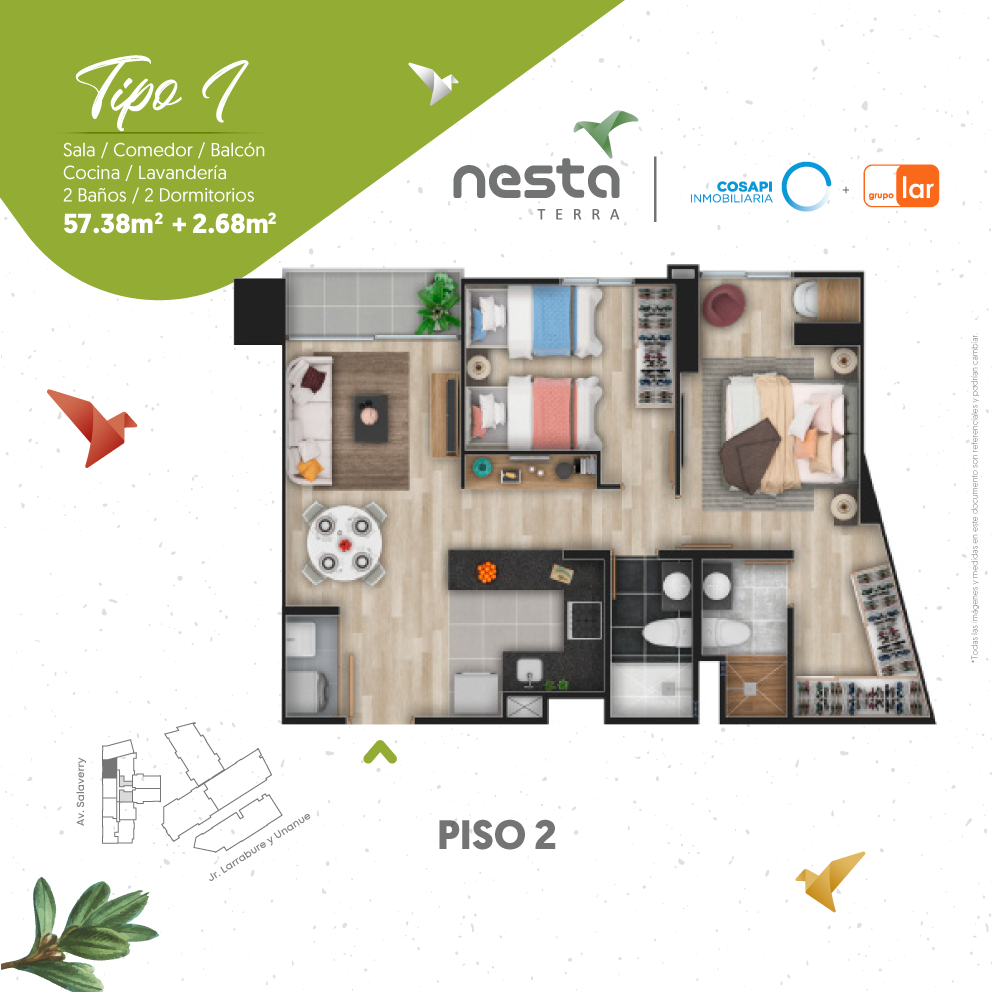 Tipo I
Sala / Comedor / Balcón
Cocina / Lavandería
2 Baños / 2 Dormitorios
57.38m² + 2.68m²
nesta
TERRA
COSAPI
INMOBILIARIA
+
grupo lar
*Todas las imágenes y medidas en este documento son referenciales y podrían cambiar.
Av. Salaverry
Jr. Larrabure y Unanue
PISO 2